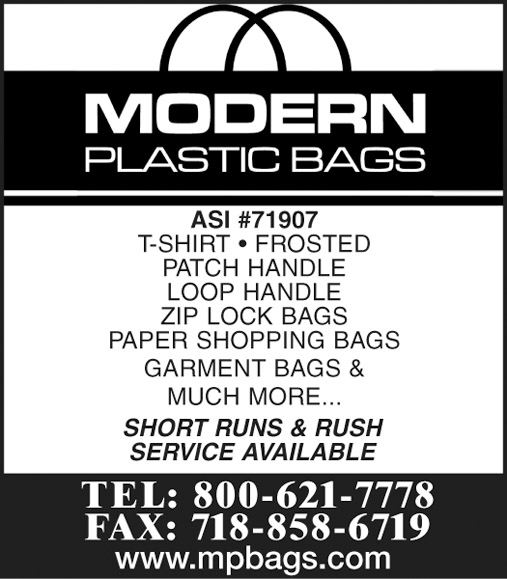 MODERN
PLASTIC BAGS
ASI #71907
T-SHIRT • FROSTED
PATCH HANDLE
LOOP HANDLE
ZIP LOCK BAGS
PAPER SHOPPING BAGS
GARMENT BAGS &
MUCH MORE...
SHORT RUNS & RUSH
SERVICE AVAILABLE
TEL: 800-621-7778
FAX: 718-858-6719
www.mpbags.com